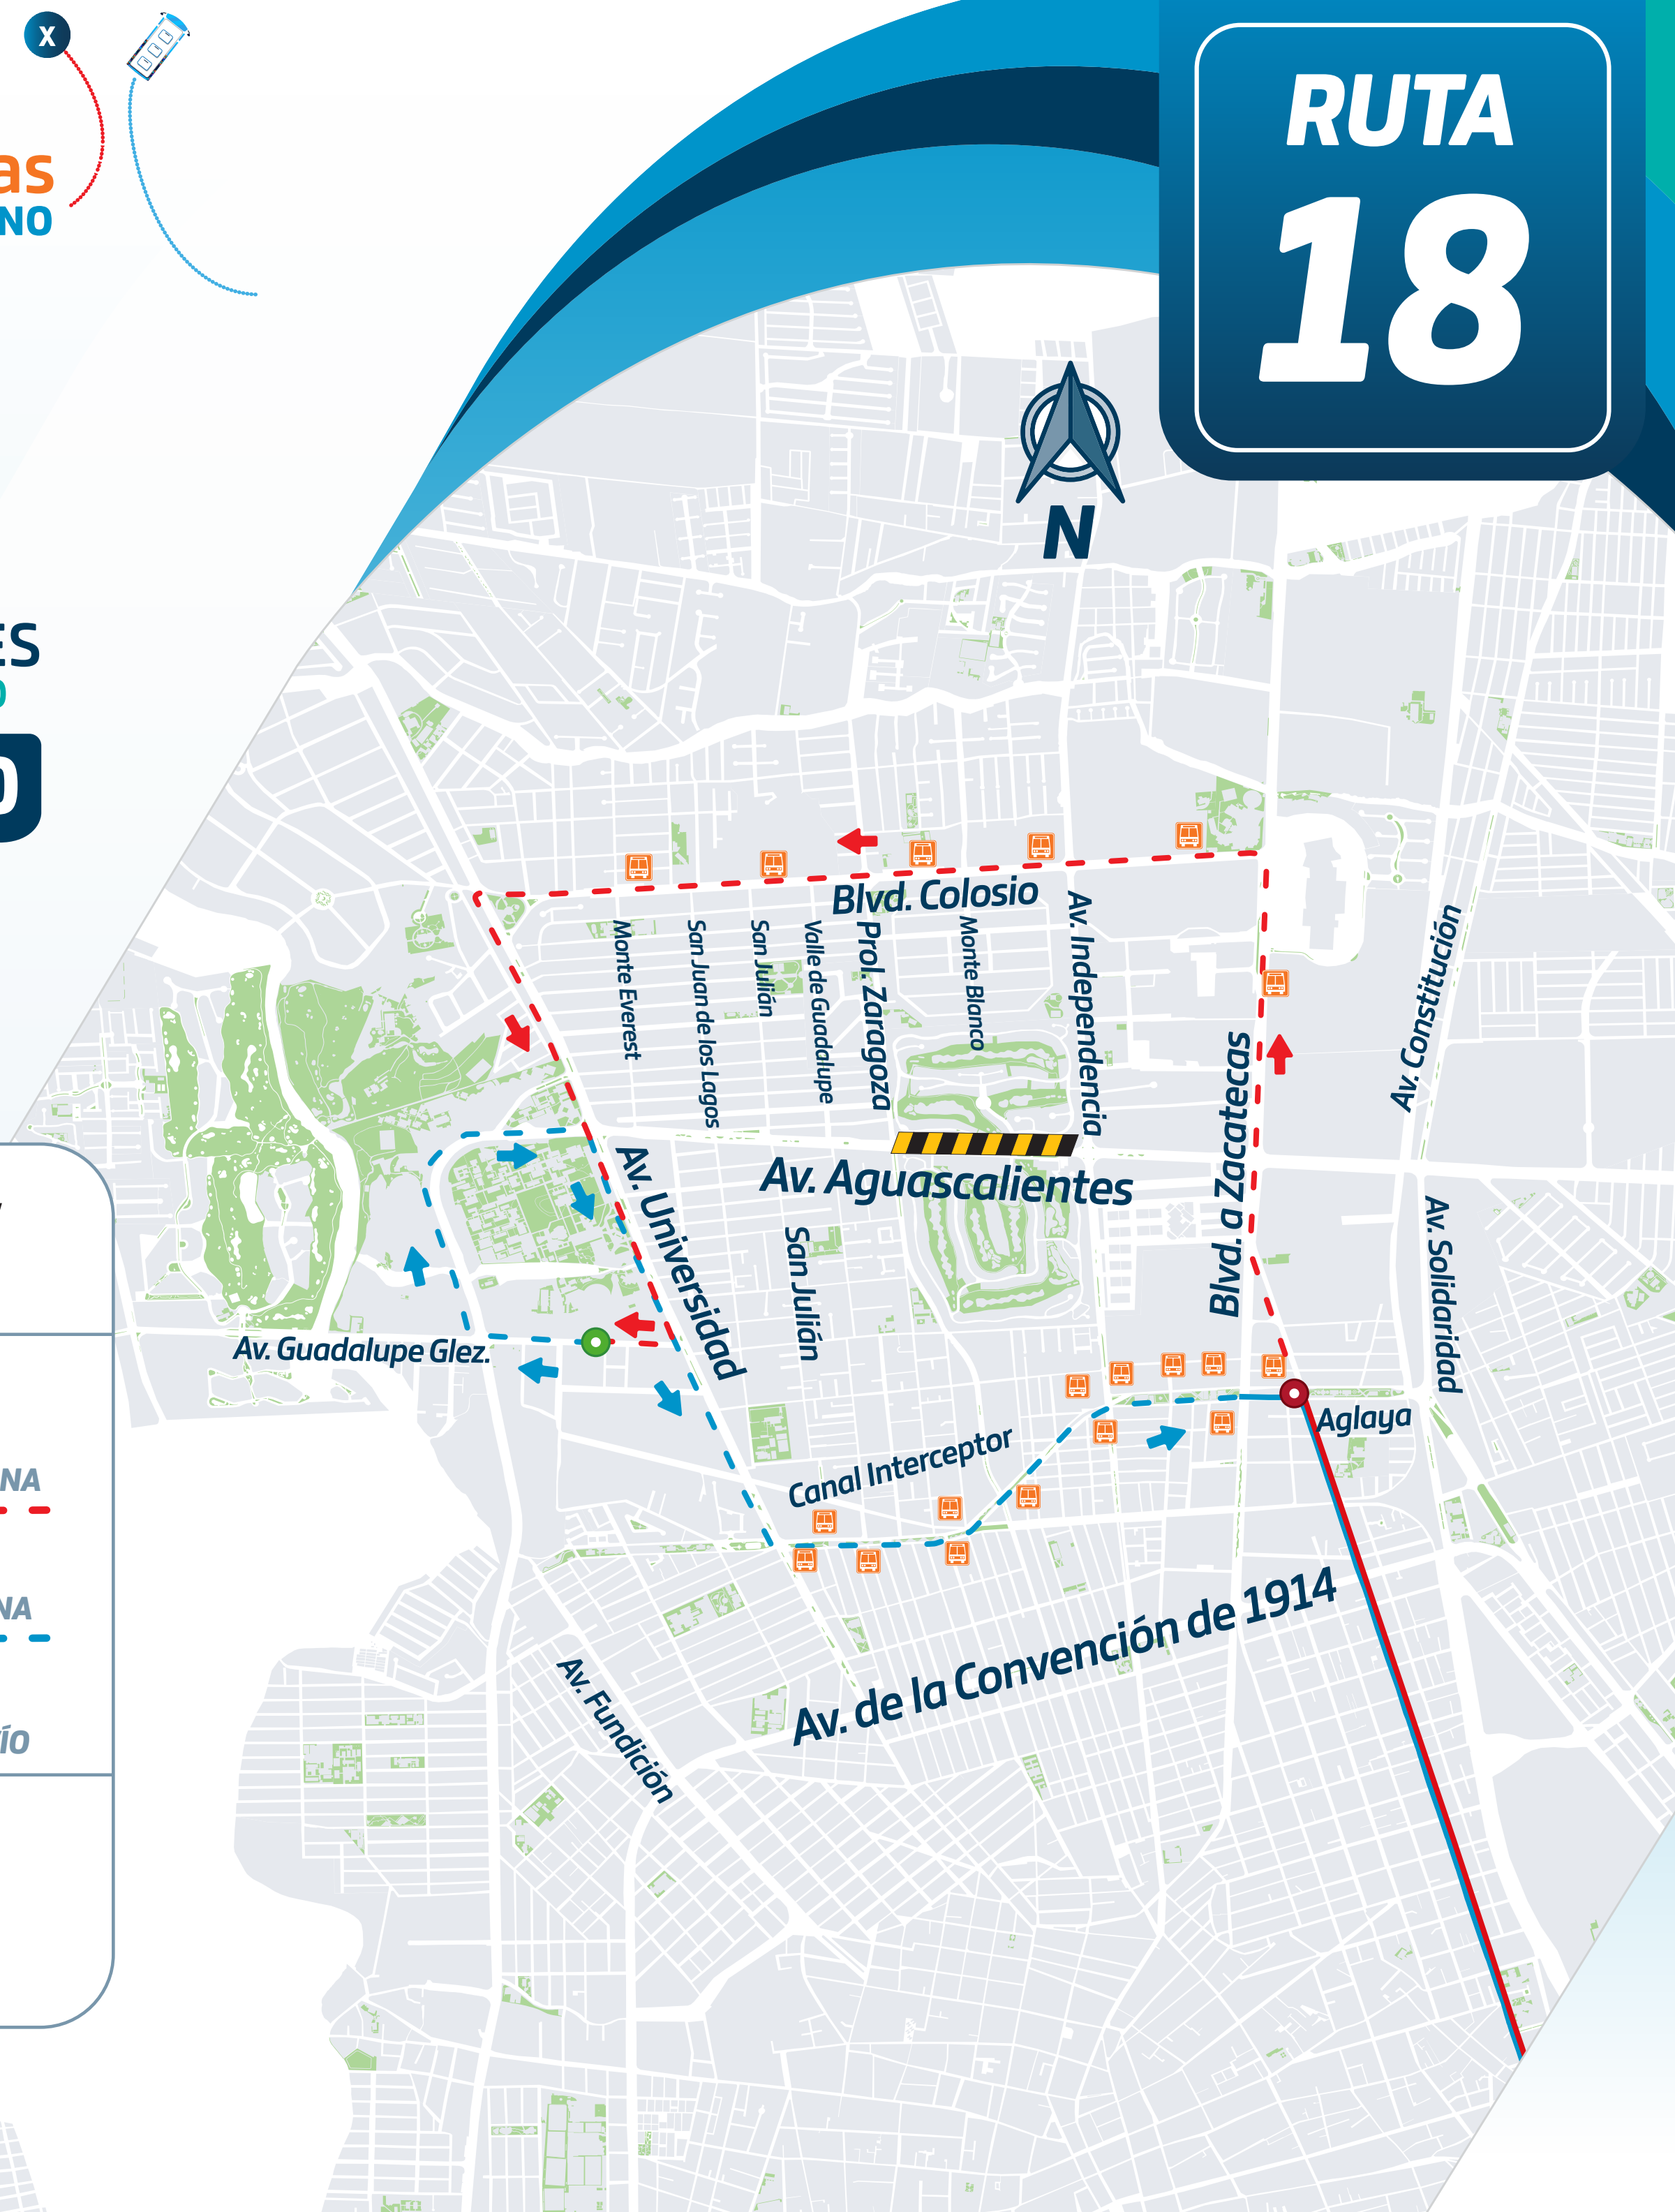 X
as
NO
RUTA
18
N
ES
O
0
Blvd. Colosio
Monte Everest
San Juan de los Lagos
San Julián
Valle de Guadalupe
Prol. Zaragoza
Monte Blanco
Av. Independencia
Av. Constitución
Blvd. a Zacatecas
Av. Aguascalientes
Av. Universidad
San Julián
Av. Solidaridad
Av. Guadalupe Glez.
Aglaya
Canal Interceptor
NA
NA
ÍO
Av. de la Convención de 1914
Av. Fundición